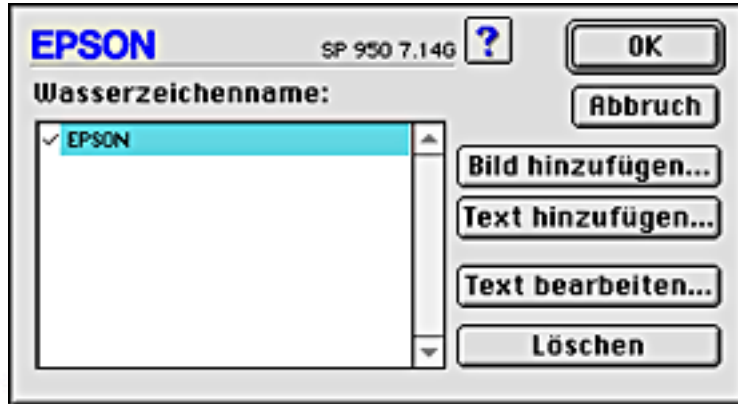 EPSON SP 950 7.14G ? OK
Wasserzeichenname:
Abbruch
EPSON
Bild hinzufügen...
Text hinzufügen...
Text bearbeiten...
Löschen